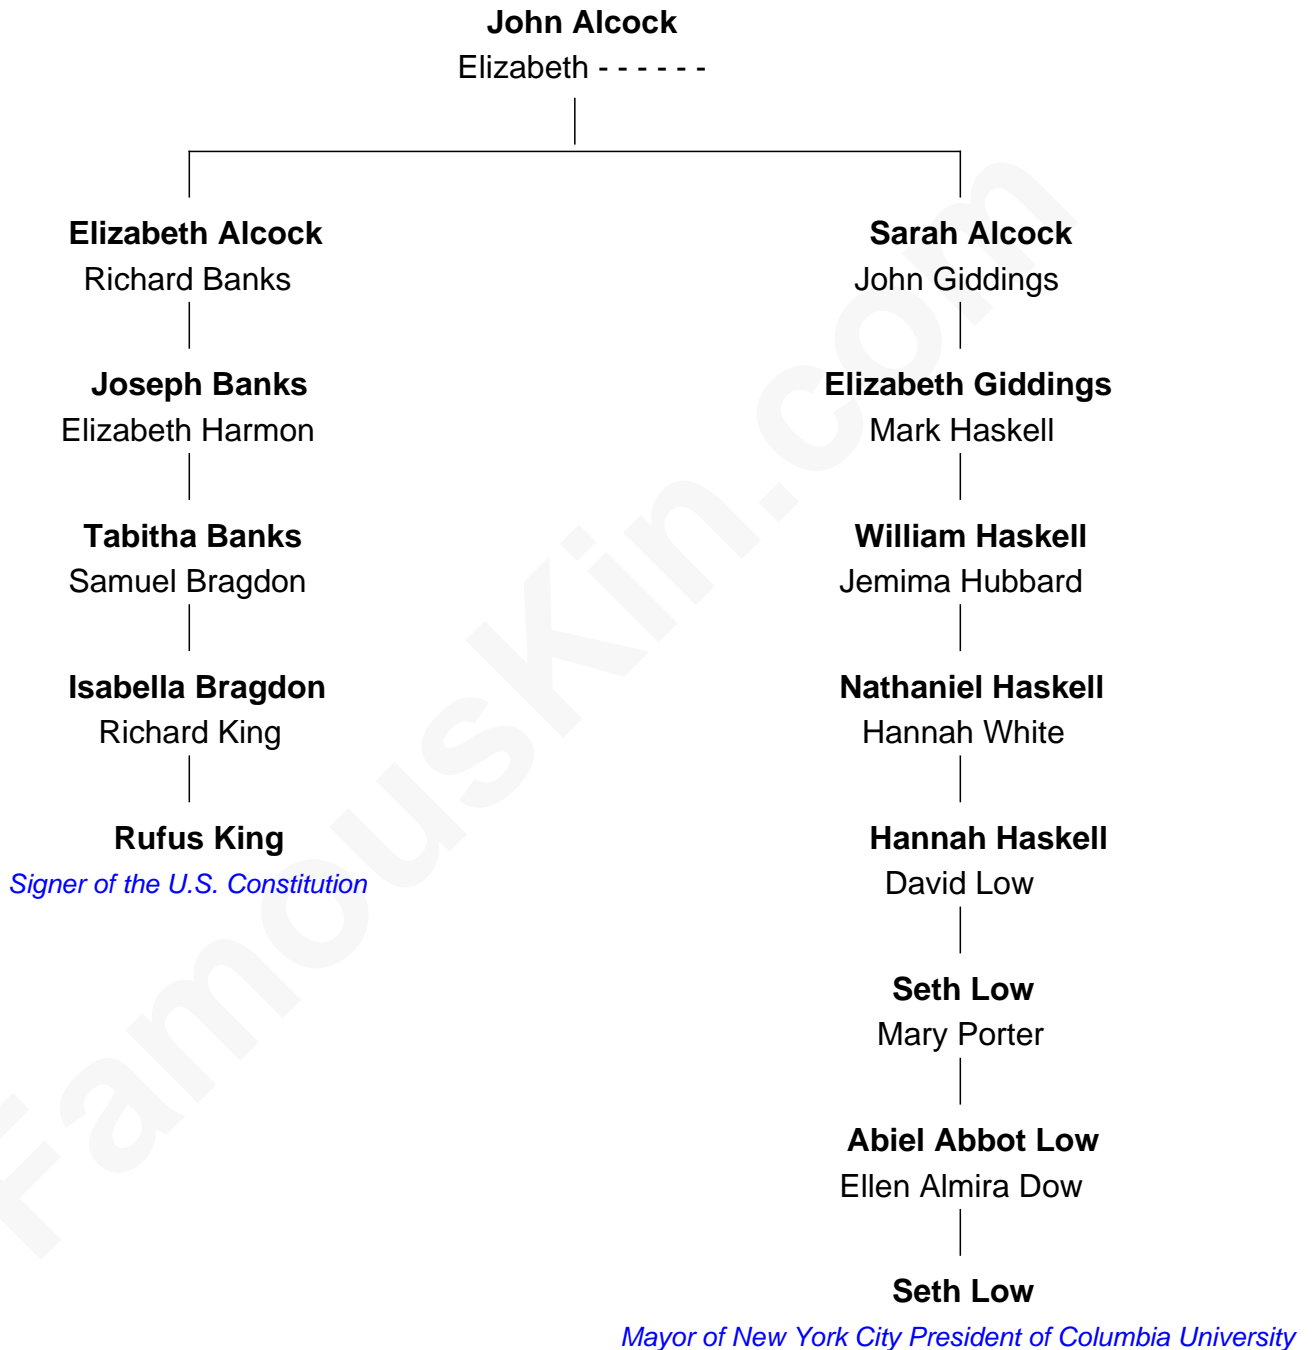 John Alcock
Elizabeth - - - - - -
Elizabeth Alcock
Richard Banks
Joseph Banks
Elizabeth Harmon
Tabitha Banks
Samuel Bragdon
Isabella Bragdon
Richard King
Rufus King
Signer of the U.S. Constitution
Sarah Alcock
John Giddings
Elizabeth Giddings
Mark Haskell
William Haskell
Jemima Hubbard
Nathaniel Haskell
Hannah White
Hannah Haskell
David Low
Seth Low
Mary Porter
Abiel Abbot Low
Ellen Almira Dow
Seth Low
Mayor of New York City President of Columbia University
FamousKin.com